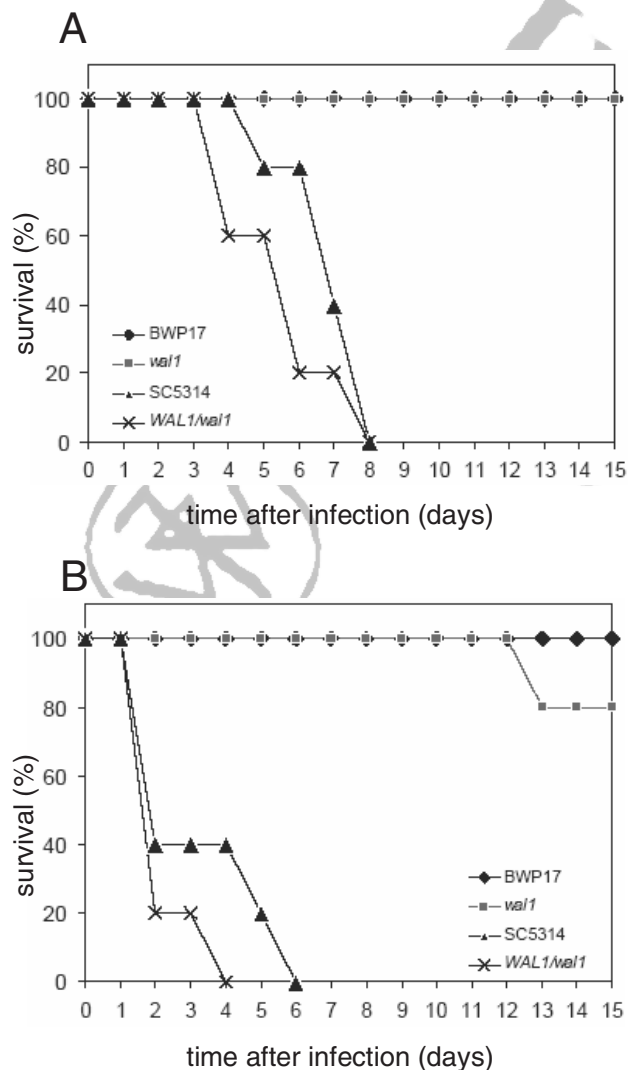 A
100
80
60
40
20
0
survival (%)
BWP17
wal1
SC5314
WAL1/wal1
0 1 2 3 4 5 6 7 8 9 10 11 12 13 14 15
time after infection (days)
B
100
80
60
40
20
0
survival (%)
BWP17
wal1
SC5314
WAL1/wal1
0 1 2 3 4 5 6 7 8 9 10 11 12 13 14 15
time after infection (days)